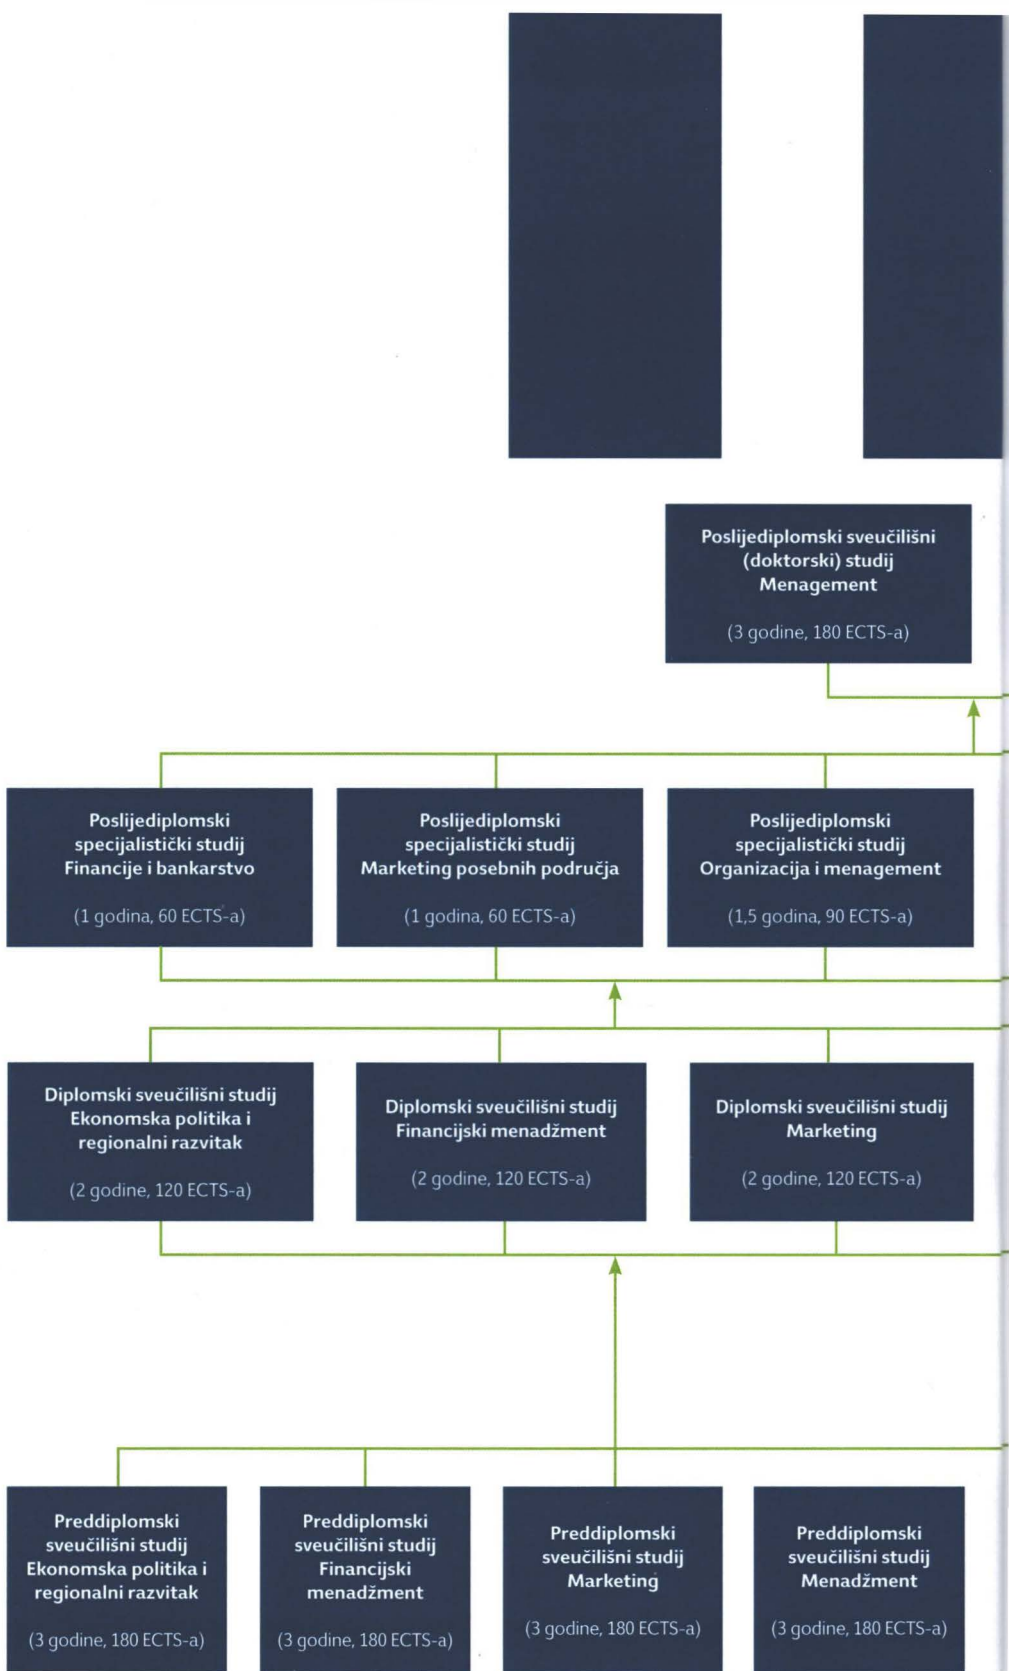 Poslijediplomski sveučilišni
(doktorski) studij
Menagement
(3 godine, 180 ECTS-a)
Poslijediplomski
specijalistički studij
Financije i bankarstvo
(1 godina, 60 ECTS-a)
Poslijediplomski
specijalistički studij
Marketing posebnih područja
(1 godina, 60 ECTS-a)
Poslijediplomski
specijalistički studij
Organizacija i menagement
(1,5 godina, 90 ECTS-a)
Diplomski sveučilišni studij
Ekonomska politika i
regionalni razvitak
(2 godine, 120 ECTS-a)
Diplomski sveučilišni studij
Financijski menadžment
(2 godine, 120 ECTS-a)
Diplomski sveučilišni studij
Marketing
(2 godine, 120 ECTS-a)
Preddiplomski
sveučilišni studij
Ekonomska politika i
regionalni razvitak
(3 godine, 180 ECTS-a)
Preddiplomski
sveučilišni studij
Financijski
menadžment
(3 godine, 180 ECTS-a)
Preddiplomski
sveučilišni studij
Marketing
(3 godine, 180 ECTS-a)
Preddiplomski
sveučilišni studij
Menadžment
(3 godine, 180 ECTS-a)